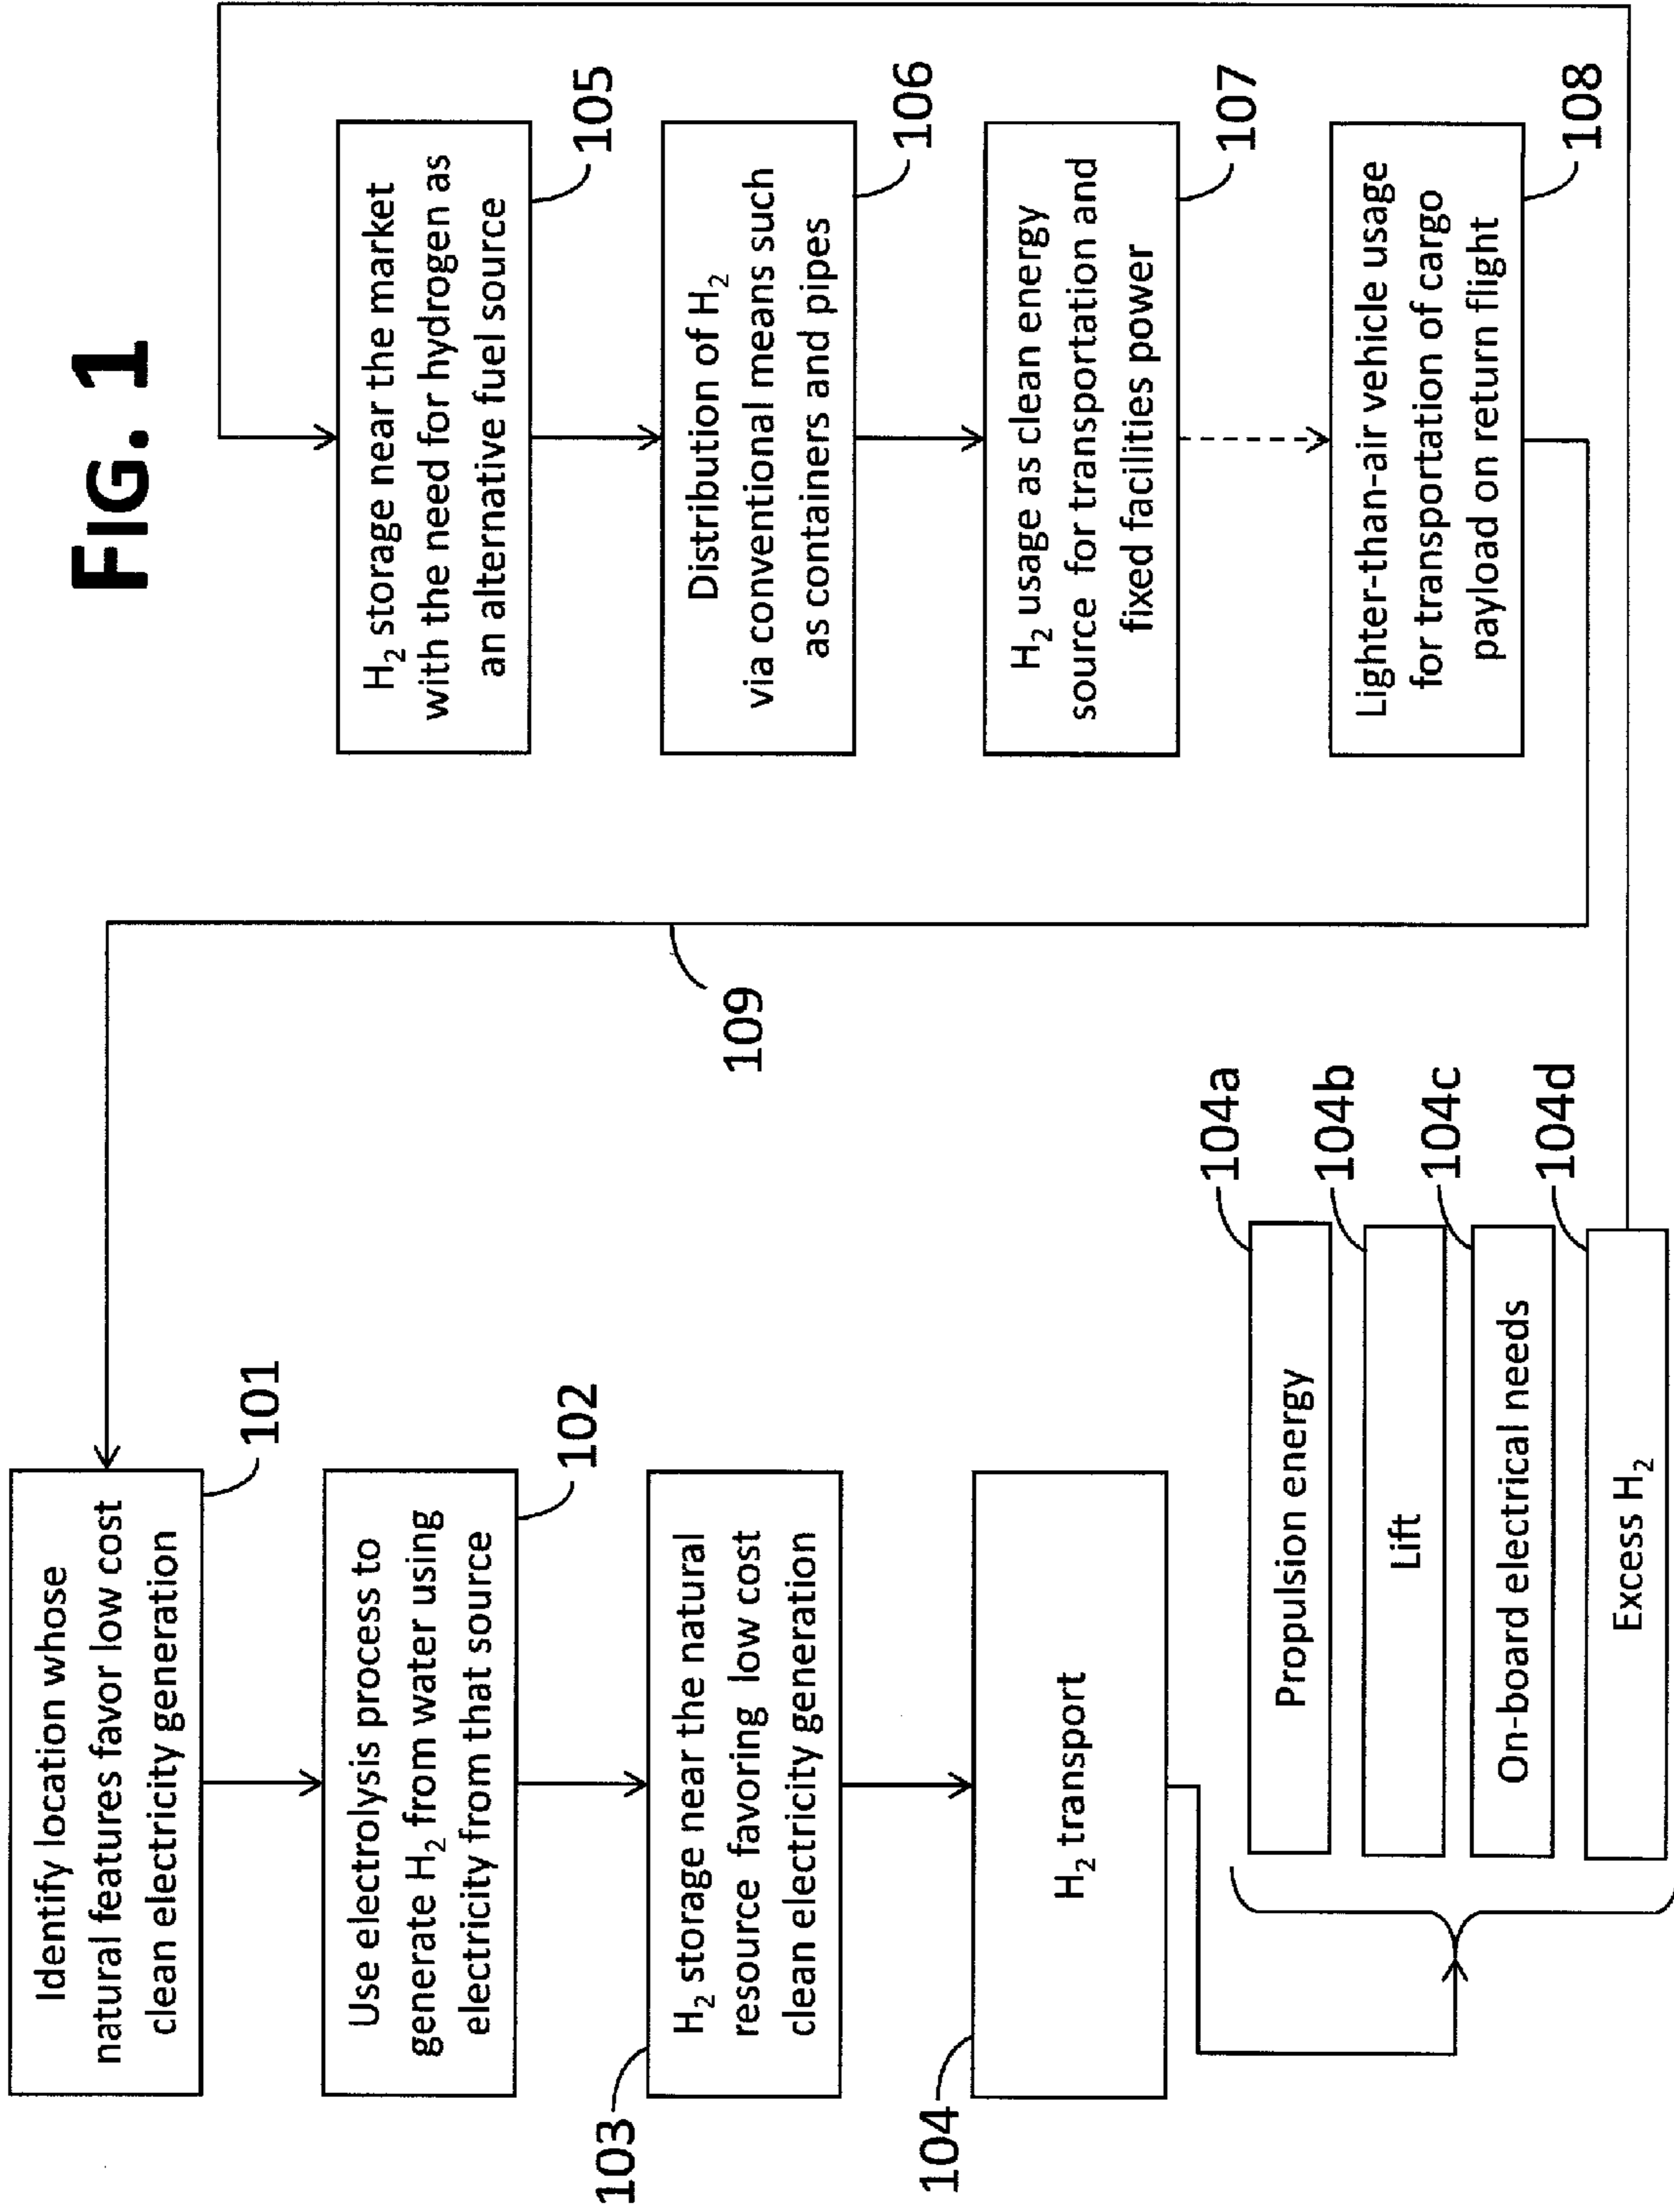 FIG. 1
Identify location whose
natural features favor low cost
clean electricity generation
101
Use electrolysis process to
generate H₂ from water using
electricity from that source
102
H₂ storage near the natural
resource favoring low cost
clean electricity generation
103
H₂ transport
104
Propulsion energy
104a
Lift
104b
On-board electrical needs
104c
Excess H₂
104d
109
H₂ storage near the market
with the need for hydrogen as
an alternative fuel source
105
Distribution of H₂
via conventional means such
as containers and pipes
106
H₂ usage as clean energy
source for transportation and
fixed facilities power
107
Lighter-than-air vehicle usage
for transportation of cargo
payload on return flight
108